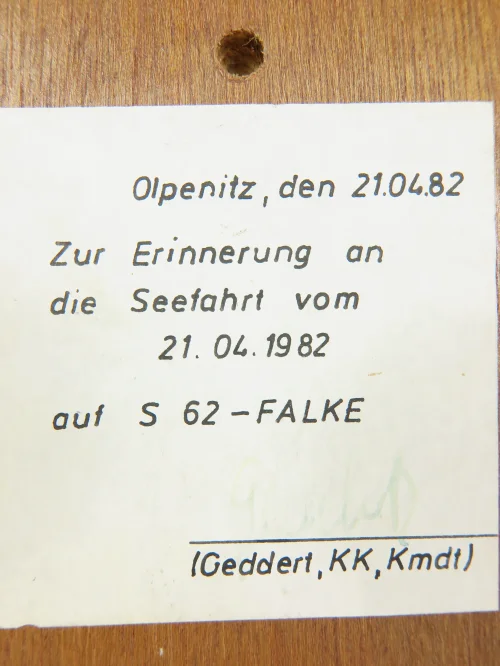 Olpenitz, den 21.04.82
Zur Erinnerung an
die Seefahrt vom
21. 04. 1982
auf S 62 – FALKE
(Geddert, KK, Kmdt)